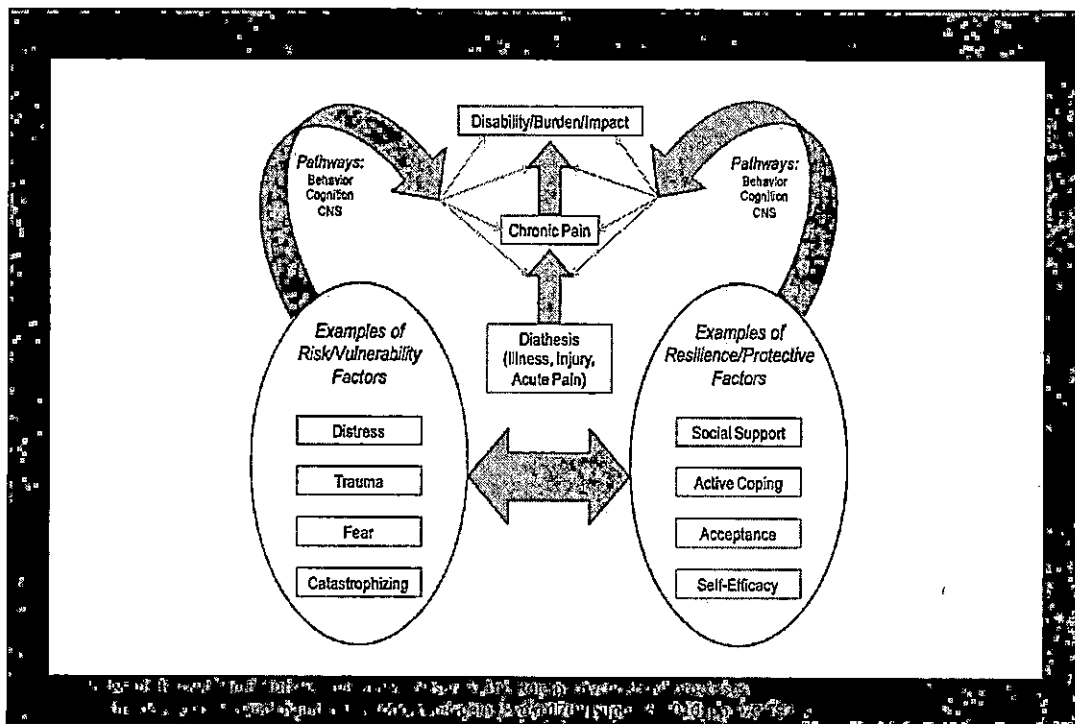 Disability/Burden/Impact
Pathways:
Behavior
Cognition
CNS
Pathways:
Behavior
Cognition
CNS
Chronic Pain
Diathesis
(Illness, Injury,
Acute Pain)
Examples of
Risk/Vulnerability
Factors
Distress
Trauma
Fear
Catastrophizing
Examples of
Resilience/Protective
Factors
Social Support
Active Coping
Acceptance
Self-Efficacy